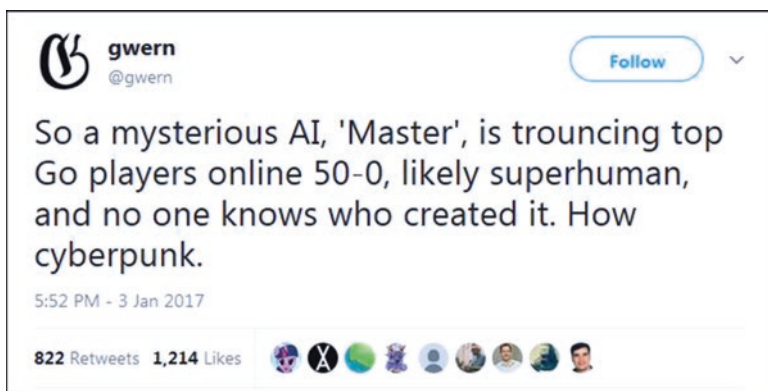 gwern
@gwern
Follow
So a mysterious AI, 'Master', is trouncing top
Go players online 50-0, likely superhuman,
and no one knows who created it. How
cyberpunk.
5:52 PM - 3 Jan 2017
822 Retweets 1,214 Likes